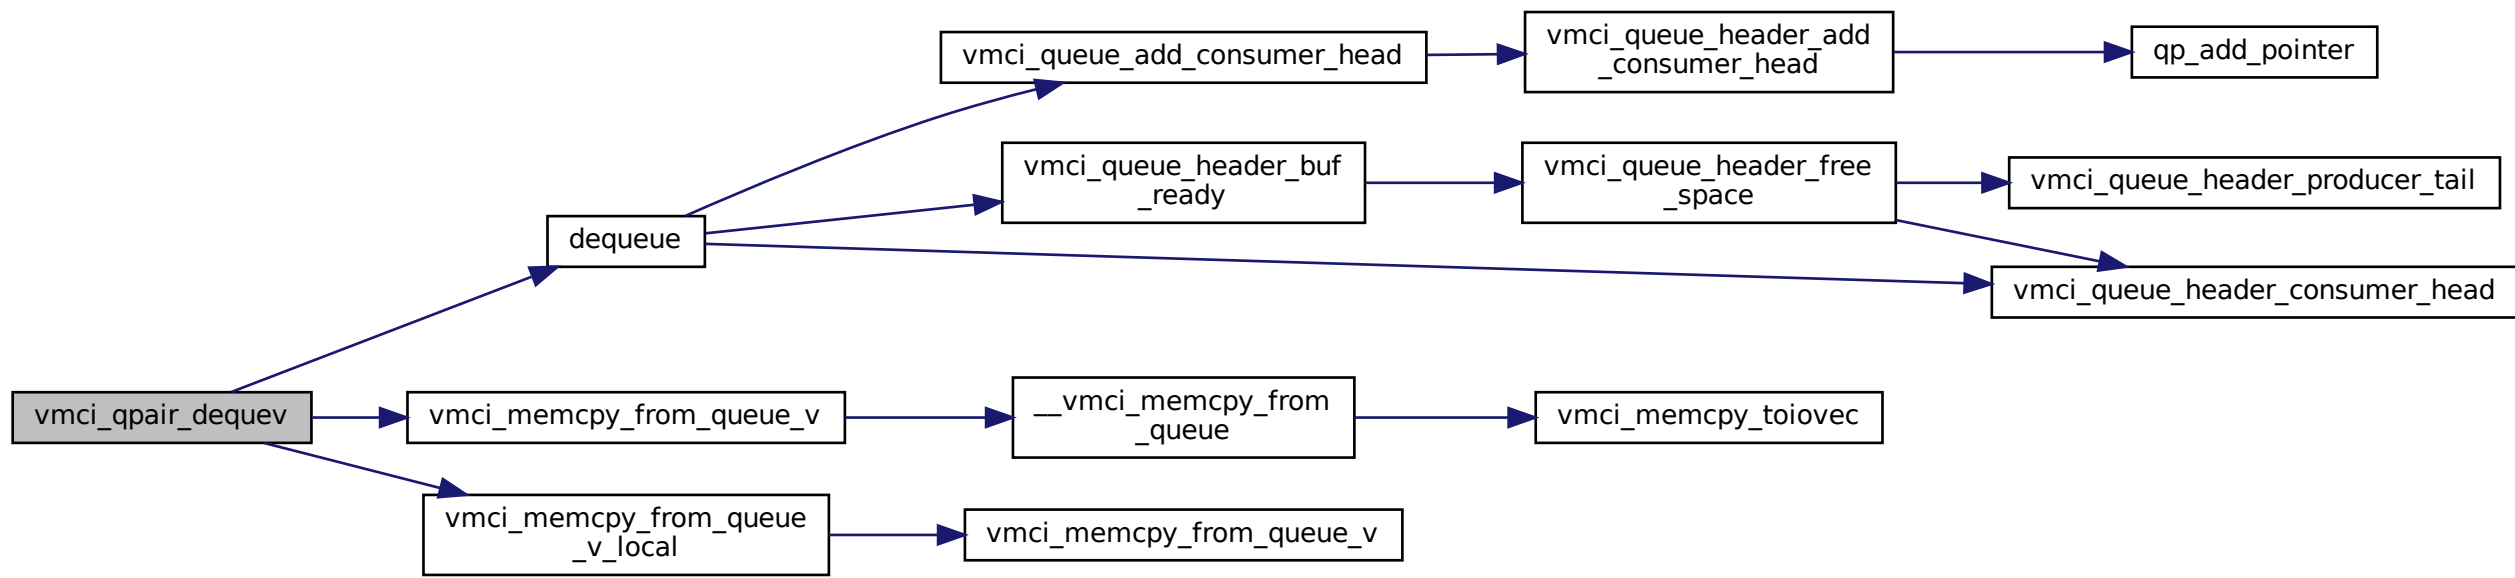 vmci_qpair_dequev
dequeue
vmci_queue_add_consumer_head
vmci_queue_header_add
_consumer_head
qp_add_pointer
vmci_queue_header_buf
_ready
vmci_queue_header_free
_space
vmci_queue_header_producer_tail
vmci_queue_header_consumer_head
vmci_memcpy_from_queue_v
__vmci_memcpy_from
_queue
vmci_memcpy_toiovec
vmci_memcpy_from_queue
_v_local
vmci_memcpy_from_queue_v